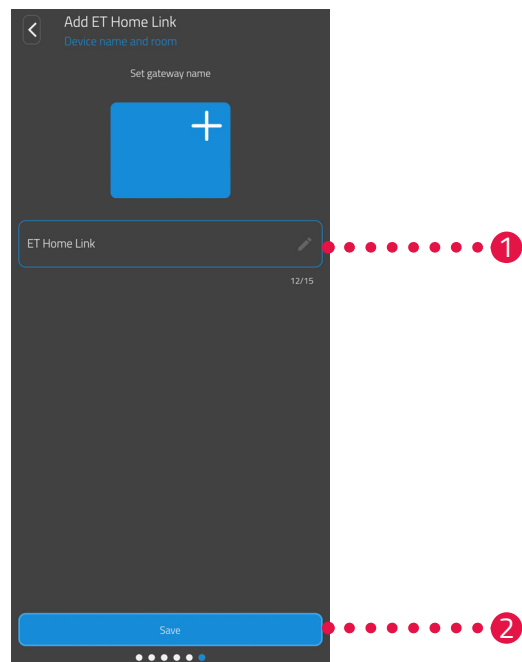 Add ET Home Link
Device name and room
Set gateway name
ET Home Link
1
12/15
Save
2